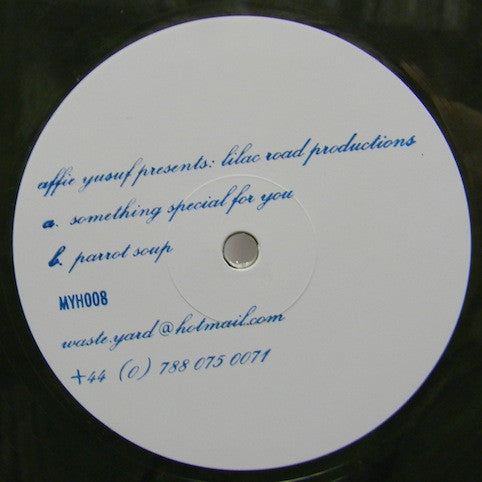 affie yusuf presents: lilac road productions
a. something special for you
b. parrot soup
MYH008
waste.yard@hotmail.com
+44 (0) 788 075 0071